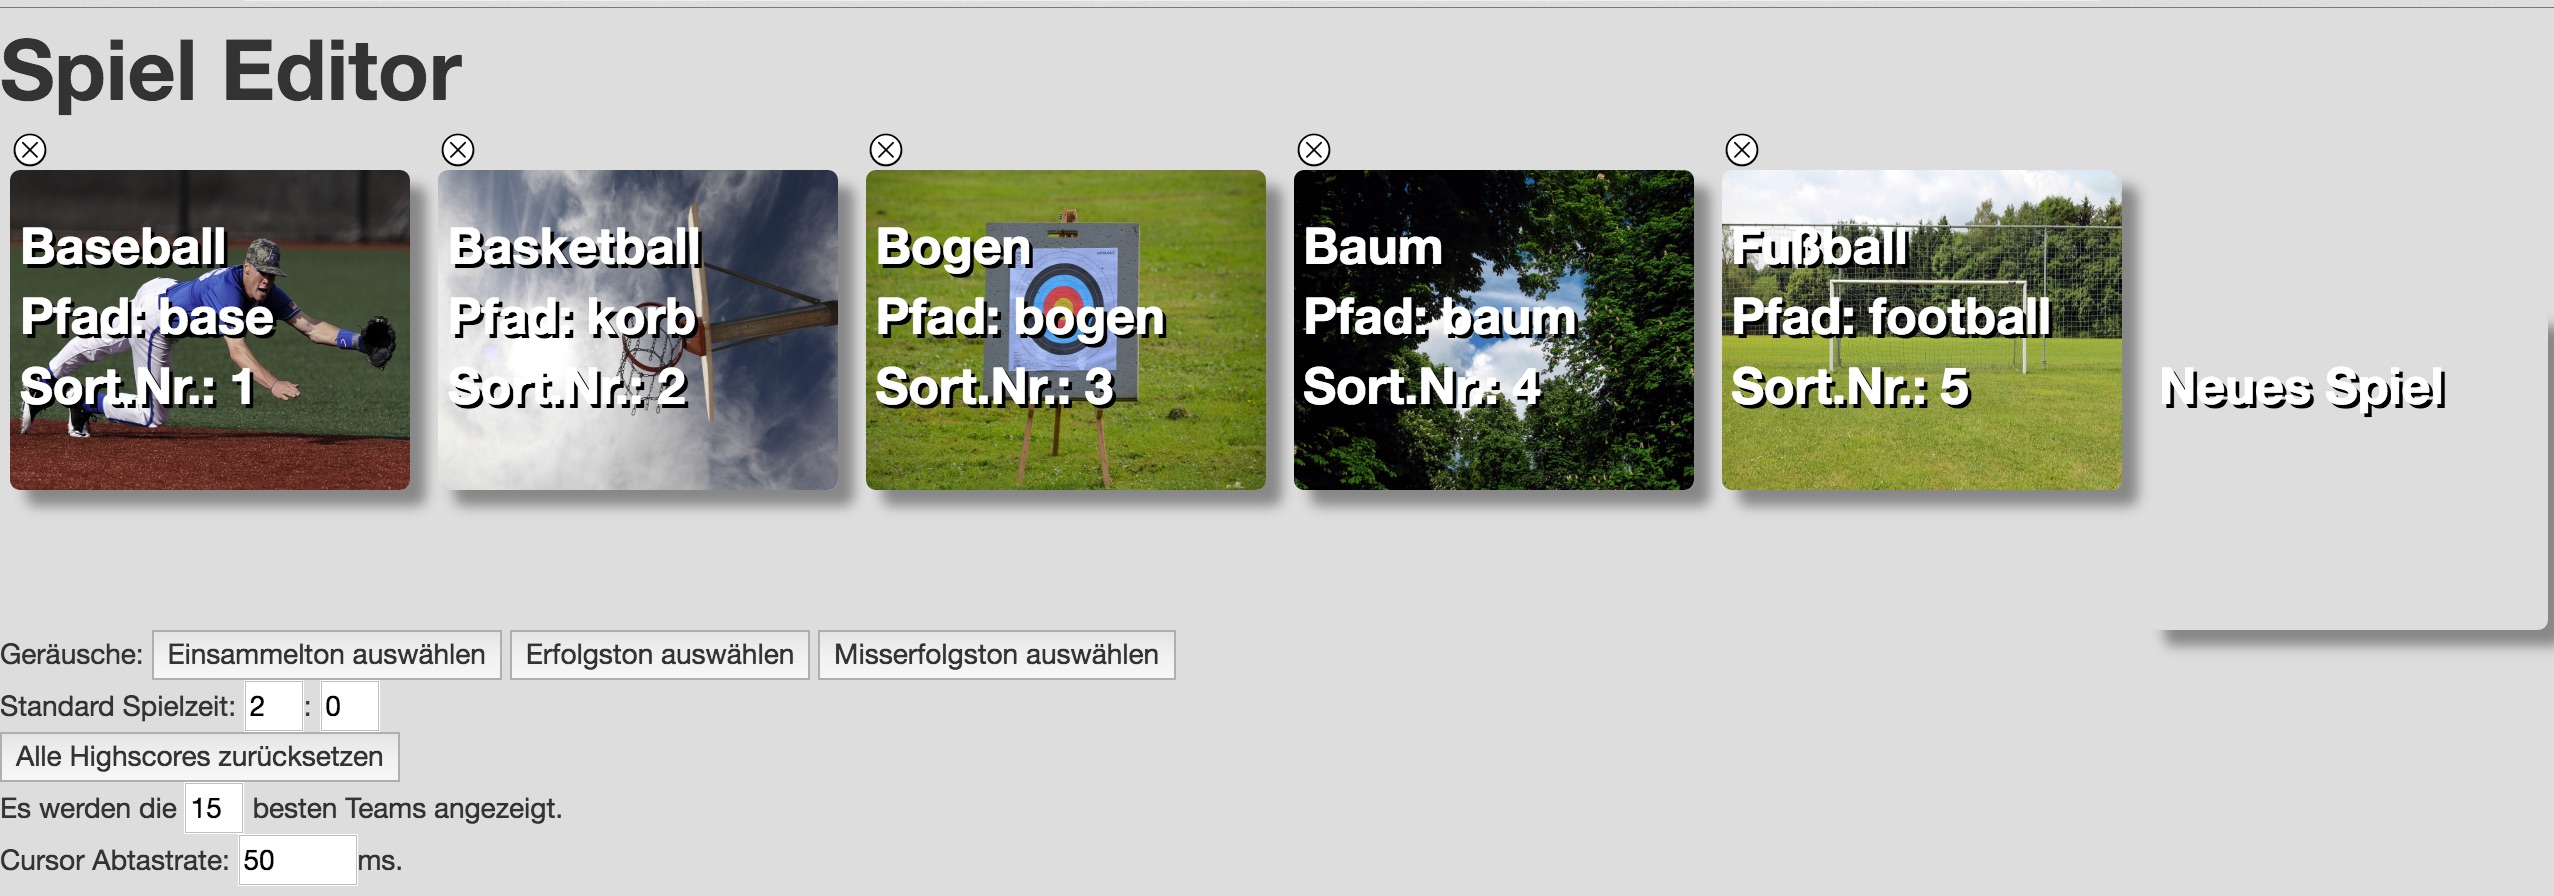 Spiel Editor
Baseball
Pfad: base
Sort.Nr.: 1
Basketball
Pfad: korb
Sort.Nr.: 2
Bogen
Pfad: bogen
Sort.Nr.: 3
Baum
Pfad: baum
Sort.Nr.: 4
Fußball
Pfad: football
Sort.Nr.: 5
Neues Spiel
Geräusche: Einsammelton auswählen Erfolgston auswählen Misserfolgston auswählen
Standard Spielzeit: 2 : 0
Alle Highscores zurücksetzen
Es werden die 15 besten Teams angezeigt.
Cursor Abtastrate: 50 ms.